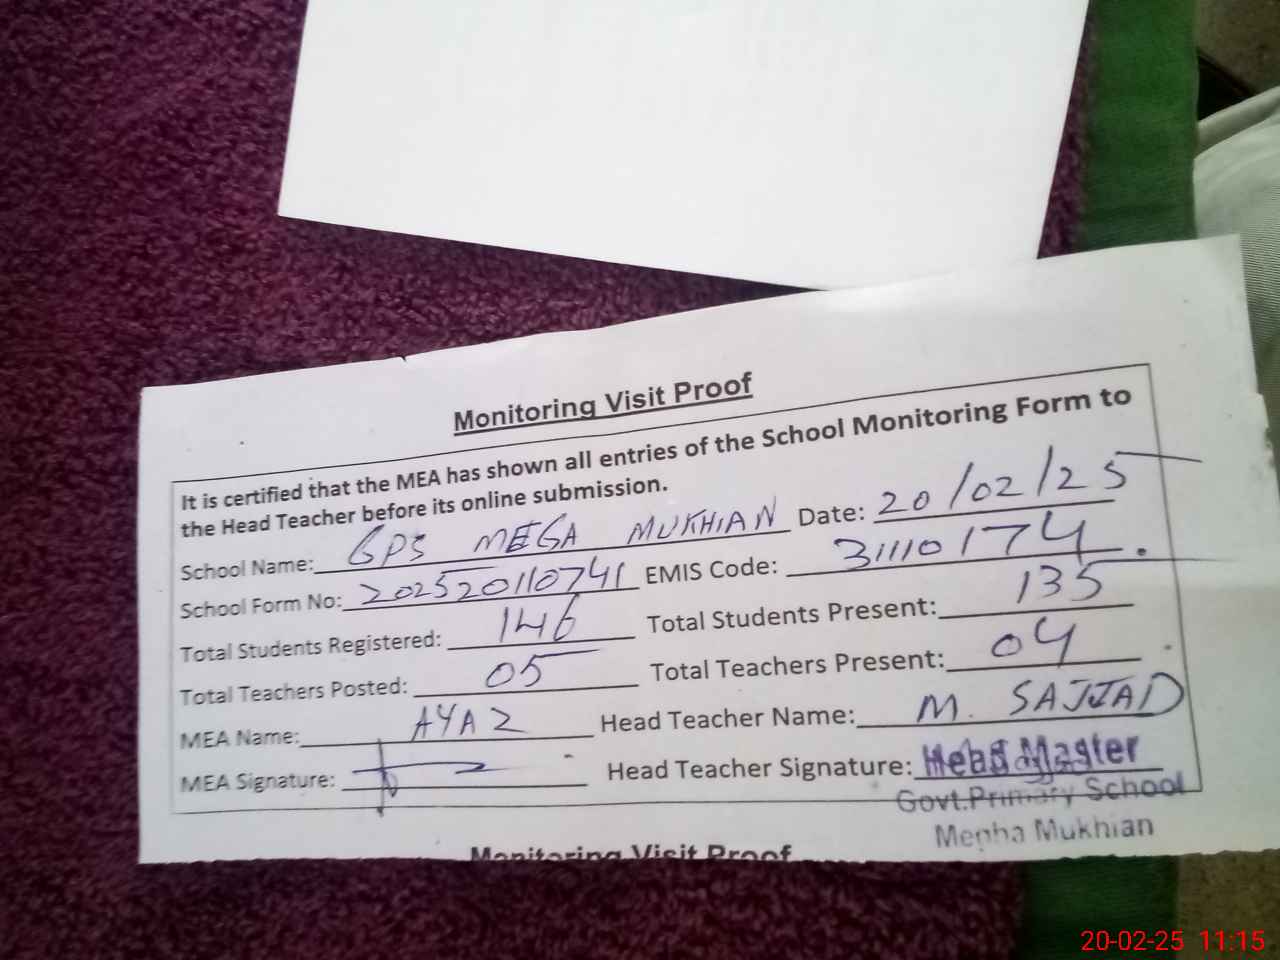 Monitoring Visit Proof
It is certified that the MEA has shown all entries of the School Monitoring Form to
the Head Teacher before its online submission.
School Name: GPS MEGA MUKHIAN Date: 20/02/25
School Form No: 202520110741 EMIS Code: 31110174
Total Students Registered: 146 Total Students Present: 135
Total Teachers Posted: 05 Total Teachers Present: 04
MEA Name: AYAZ Head Teacher Name: M. SAJJAD
MEA Signature: Head Teacher Signature: Head Master
Govt.Primary School
Mukhian
Monitoring Visit Proof
20-02-25 11:15